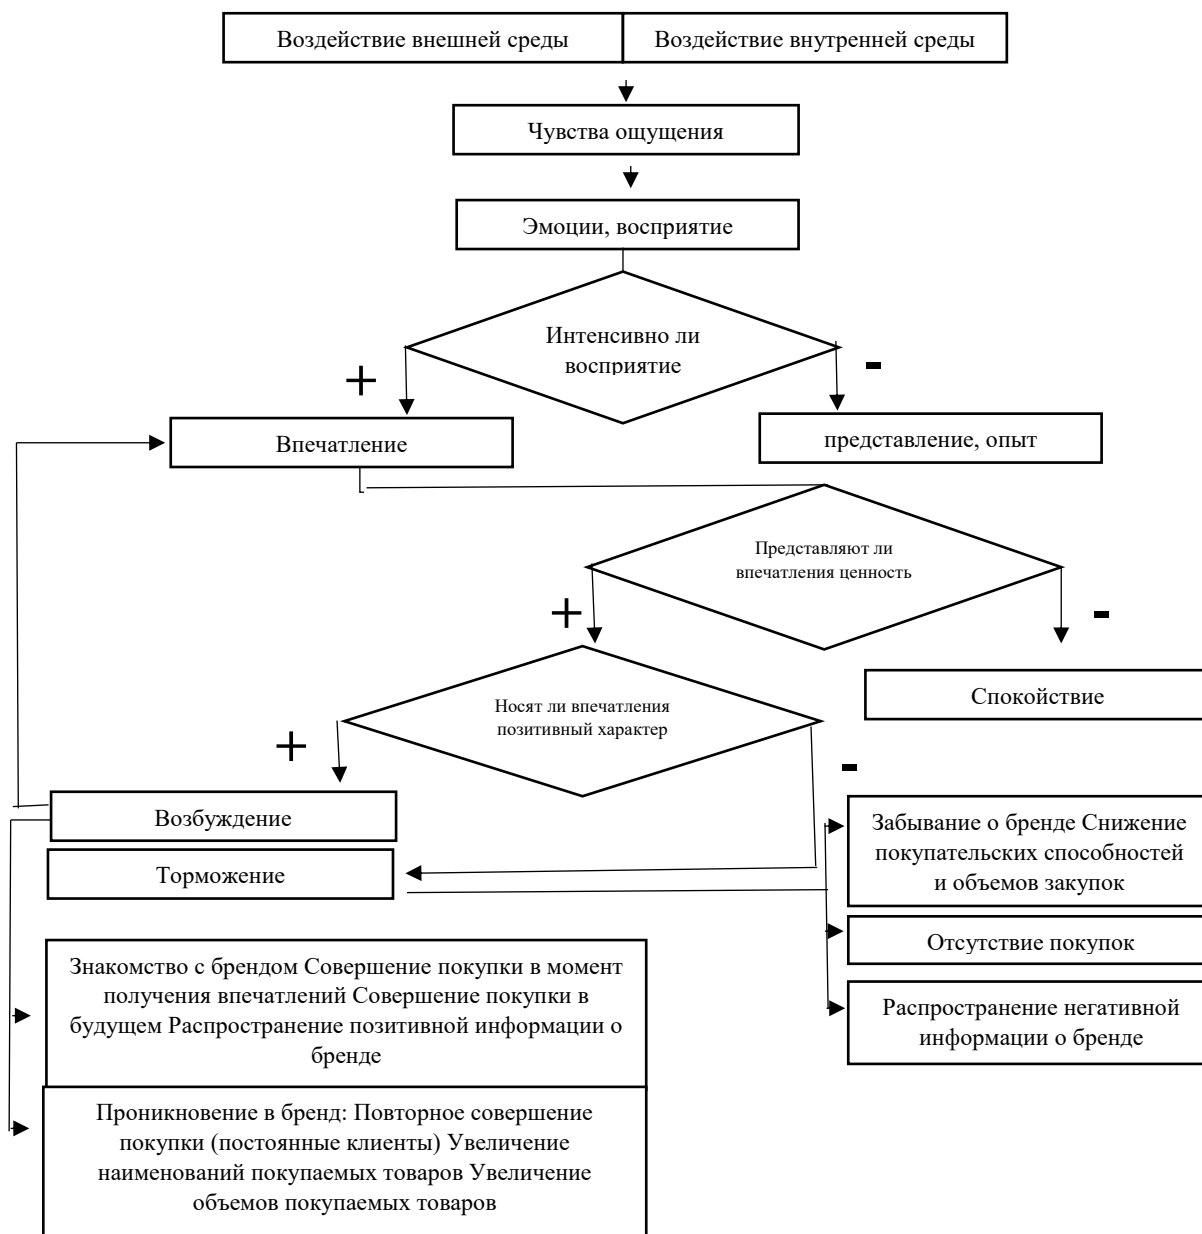 Воздействие внешней среды
Воздействие внутренней среды
Чувства ощущения
Эмоции, восприятие
Интенсивно ли
восприятие
+
-
Впечатление
представление, опыт
Представляют ли
впечатления ценность
+
-
Спокойствие
Носят ли впечатления
позитивный характер
+
-
Возбуждение
Торможение
Забывание о бренде Снижение
покупательских способностей
и объемов закупок
Отсутствие покупок
Распространение негативной
информации о бренде
Знакомство с брендом Совершение покупки в момент
получения впечатлений Совершение покупки в
будущем Распространение позитивной информации о
бренде
Проникновение в бренд: Повторное совершение
покупки (постоянные клиенты) Увеличение
наименований покупаемых товаров Увеличение
объемов покупаемых товаров